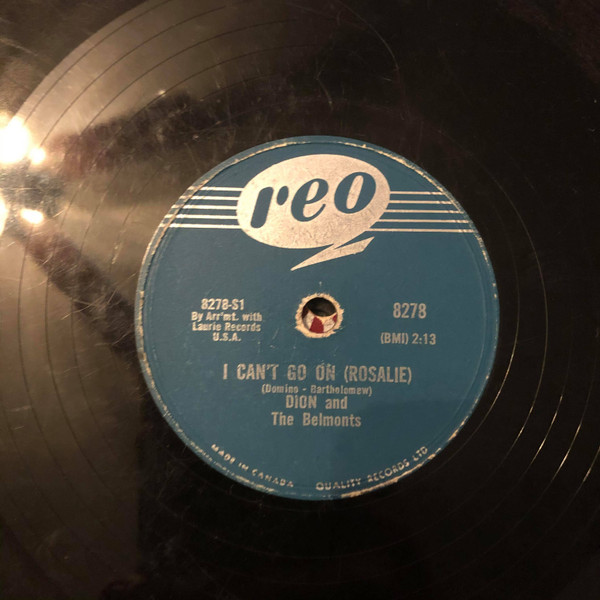 reo
8278-S1
By Arr'mt. with
Laurie Records
U.S.A.
8278
(BMI) 2:13
I CAN'T GO ON (ROSALIE)
(Domino - Bartholomew)
DION and
The Belmonts
MADE IN CANADA
QUALITY RECORDS LTD